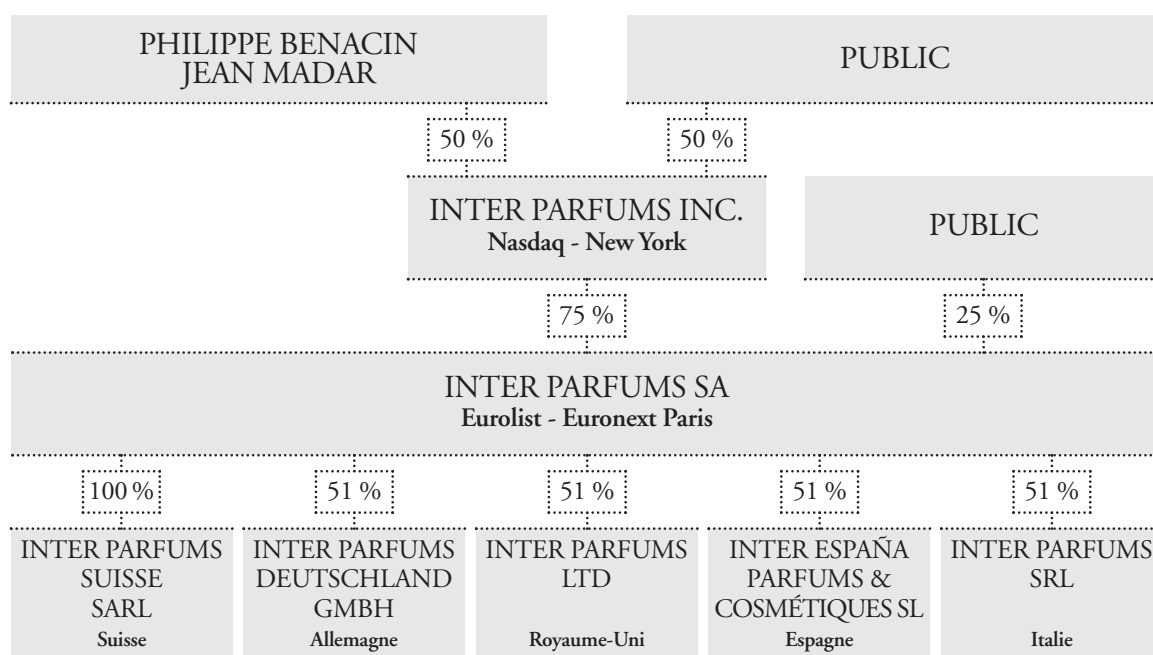 PHILIPPE BENACIN
JEAN MADAR
PUBLIC
50 %
50 %
INTER PARFUMS INC.
Nasdaq - New York
PUBLIC
75 %
25 %
INTER PARFUMS SA
Eurolist - Euronext Paris
100 %
51 %
51 %
51 %
51 %
INTER PARFUMS
SUISSE
SARL
Suisse
INTER PARFUMS
DEUTSCHLAND
GMBH
Allemagne
INTER PARFUMS
LTD
Royaume-Uni
INTER ESPAÑA
PARFUMS &
COSMÉTIQUES SL
Espagne
INTER PARFUMS
SRL
Italie